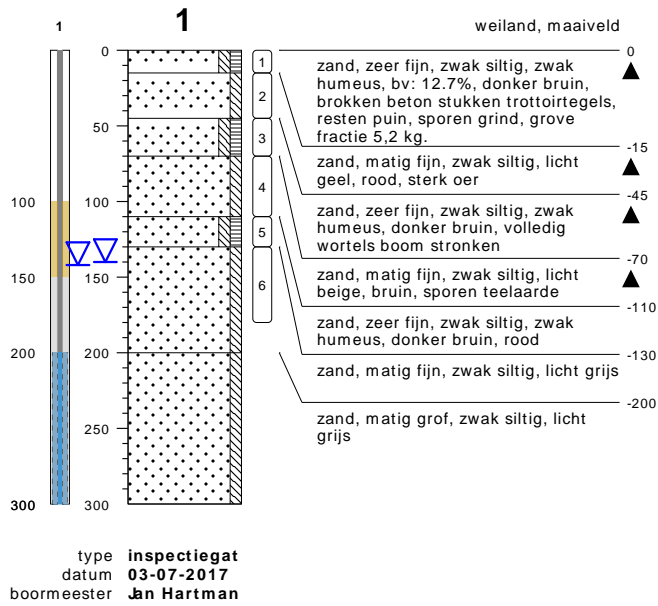 1
1
weiland, maaiveld
0
50
100
150
200
250
300
100
150
200
300
1
2
3
4
5
6
0
zand, zeer fijn, zwak siltig, zwak
humeus, bv: 12.7%, donker bruin,
brokken beton stukken trottoirtegels,
resten puin, sporen grind, grove
fractie 5,2 kg.
-15
zand, matig fijn, zwak siltig, licht
geel, rood, sterk oer
-45
zand, zeer fijn, zwak siltig, zwak
humeus, donker bruin, volledig
wortels boom stronken
-70
zand, matig fijn, zwak siltig, licht
beige, bruin, sporen teelaarde
-110
zand, zeer fijn, zwak siltig, zwak
humeus, donker bruin, rood
-130
zand, matig fijn, zwak siltig, licht grijs
-200
zand, matig grof, zwak siltig, licht
grijs
type inspectiegat
datum 03-07-2017
boormeester Jan Hartman